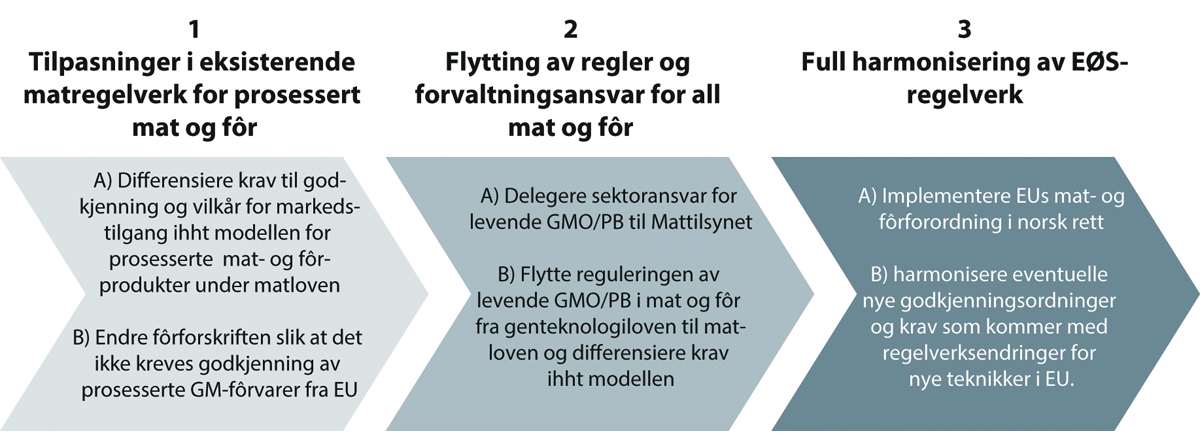 1
Tilpasninger i eksisterende
matregelverk for prosessert
mat og fôr
A) Differensiere krav til god-
kjenning og vilkår for markeds-
tilgang ihht modellen for
prosesserte mat- og fôr-
produkter under matloven
B) Endre fôrforskriften slik at det
ikke kreves godkjenning av
prosesserte GM-fôrvarer fra EU
2
Flytting av regler og
forvaltningsansvar for all
mat og fôr
A) Delegere sektoransvar for
levende GMO/PB til Mattilsynet
B) Flytte reguleringen av
levende GMO/PB i mat og fôr
fra genteknologiloven til mat-
loven og differensiere krav
ihht modellen
3
Full harmonisering av EØS-
regelverk
A) Implementere EUs mat- og
fôrforordning i norsk rett
B) harmonisere eventuelle
nye godkjenningsordninger
og krav som kommer med
regelverksendringer for
nye teknikker i EU.